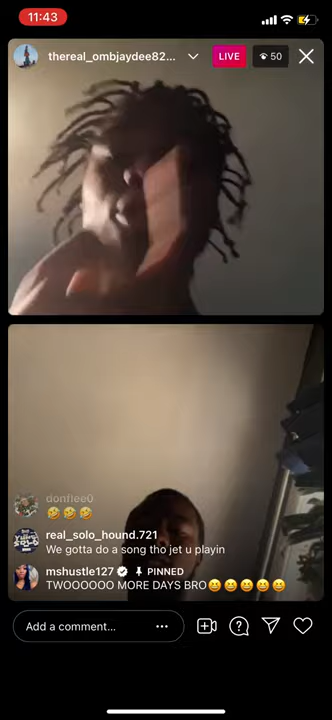 11:43
thereal_ombjaydee82...
LIVE
50
donflee0
🤣🤣🤣
real_solo_hound.721
We gotta do a song tho jet u playin
mshustle127 PINNED
TWOOOOOO MORE DAYS BRO😆😆😆😆😆
Add a comment...